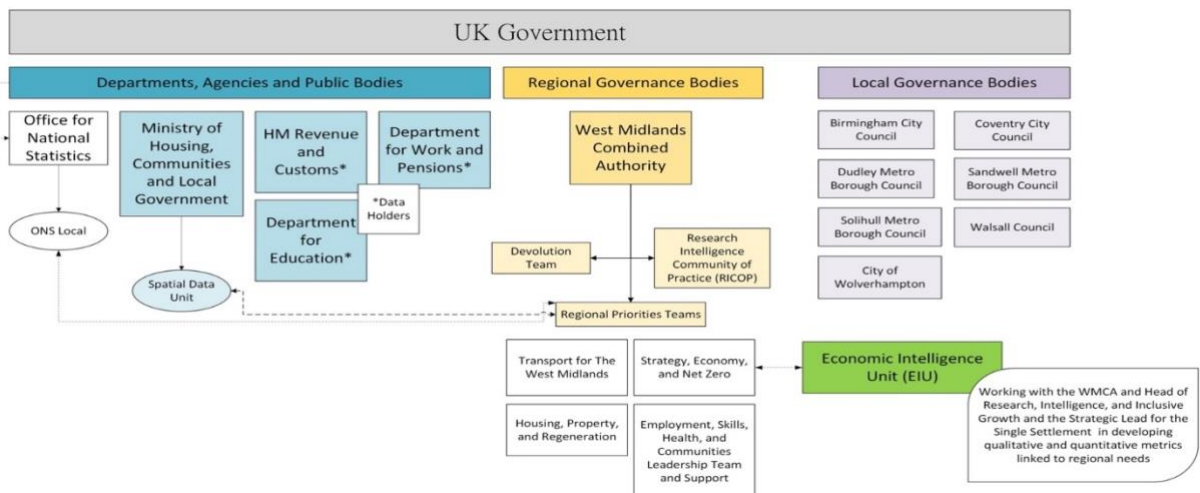 UK Government
Departments, Agencies and Public Bodies
Regional Governance Bodies
Local Governance Bodies
Office for
National
Statistics
Ministry of
Housing,
Communities
and Local
Government
HM Revenue
and
Customs*
Department
for Work and
Pensions*
*Data
Holders
Department
for
Education*
ONS Local
Spatial Data
Unit
West Midlands
Combined
Authority
Devolution
Team
Research
Intelligence
Community of
Practice (RICOP)
Regional Priorities Teams
Birmingham City
Council
Coventry City
Council
Dudley Metro
Borough Council
Sandwell Metro
Borough Council
Solihull Metro
Borough Council
Walsall Council
City of
Wolverhampton
Transport for The
West Midlands
Strategy, Economy,
and Net Zero
Housing, Property,
and Regeneration
Employment, Skills,
Health, and
Communities
Leadership Team
and Support
Economic Intelligence
Unit (EIU)
Working with the WMCA and Head of
Research, Intelligence, and Inclusive
Growth and the Strategic Lead for the
Single Settlement in developing
qualitative and quantitative metrics
linked to regional needs